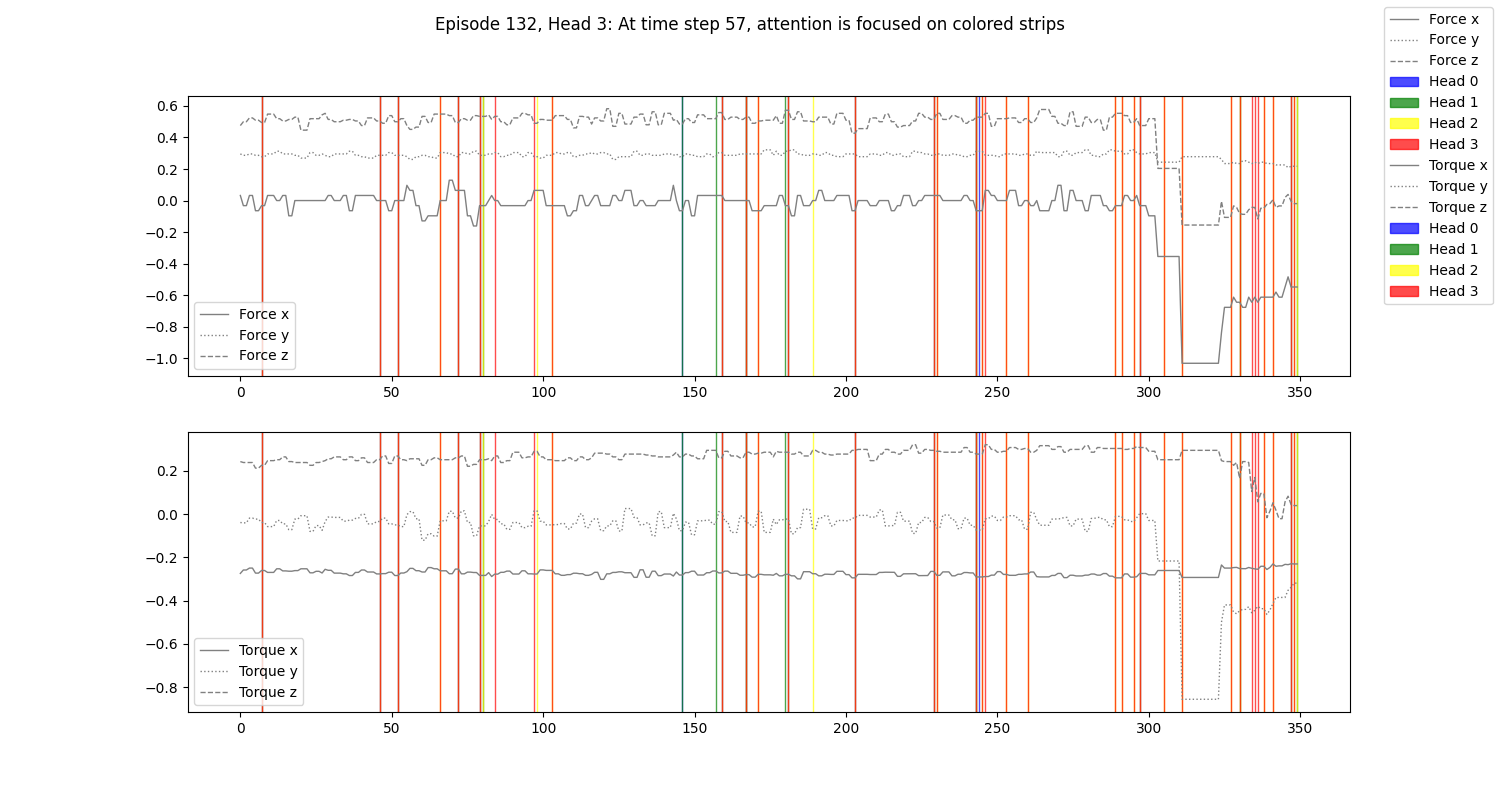 Episode 132, Head 3: At time step 57, attention is focused on colored strips
Force x
Force y
Force z
Head 0
Head 1
Head 2
Head 3
Torque x
Torque y
Torque z
Head 0
Head 1
Head 2
Head 3
0.6
0.4
0.2
0.0
−0.2
−0.4
−0.6
−0.8
−1.0
Force x
Force y
Force z
0 50 100 150 200 250 300 350
0.2
0.0
−0.2
−0.4
−0.6
−0.8
Torque x
Torque y
Torque z
0 50 100 150 200 250 300 350